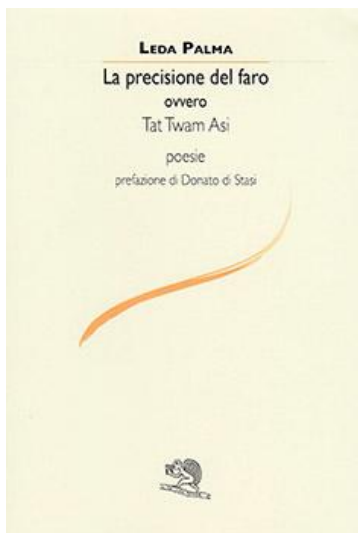 LEDA PALMA
La precisione del faro
ovvero
Tat Twam Asi
poesie
prefazione di Donato di Stasi